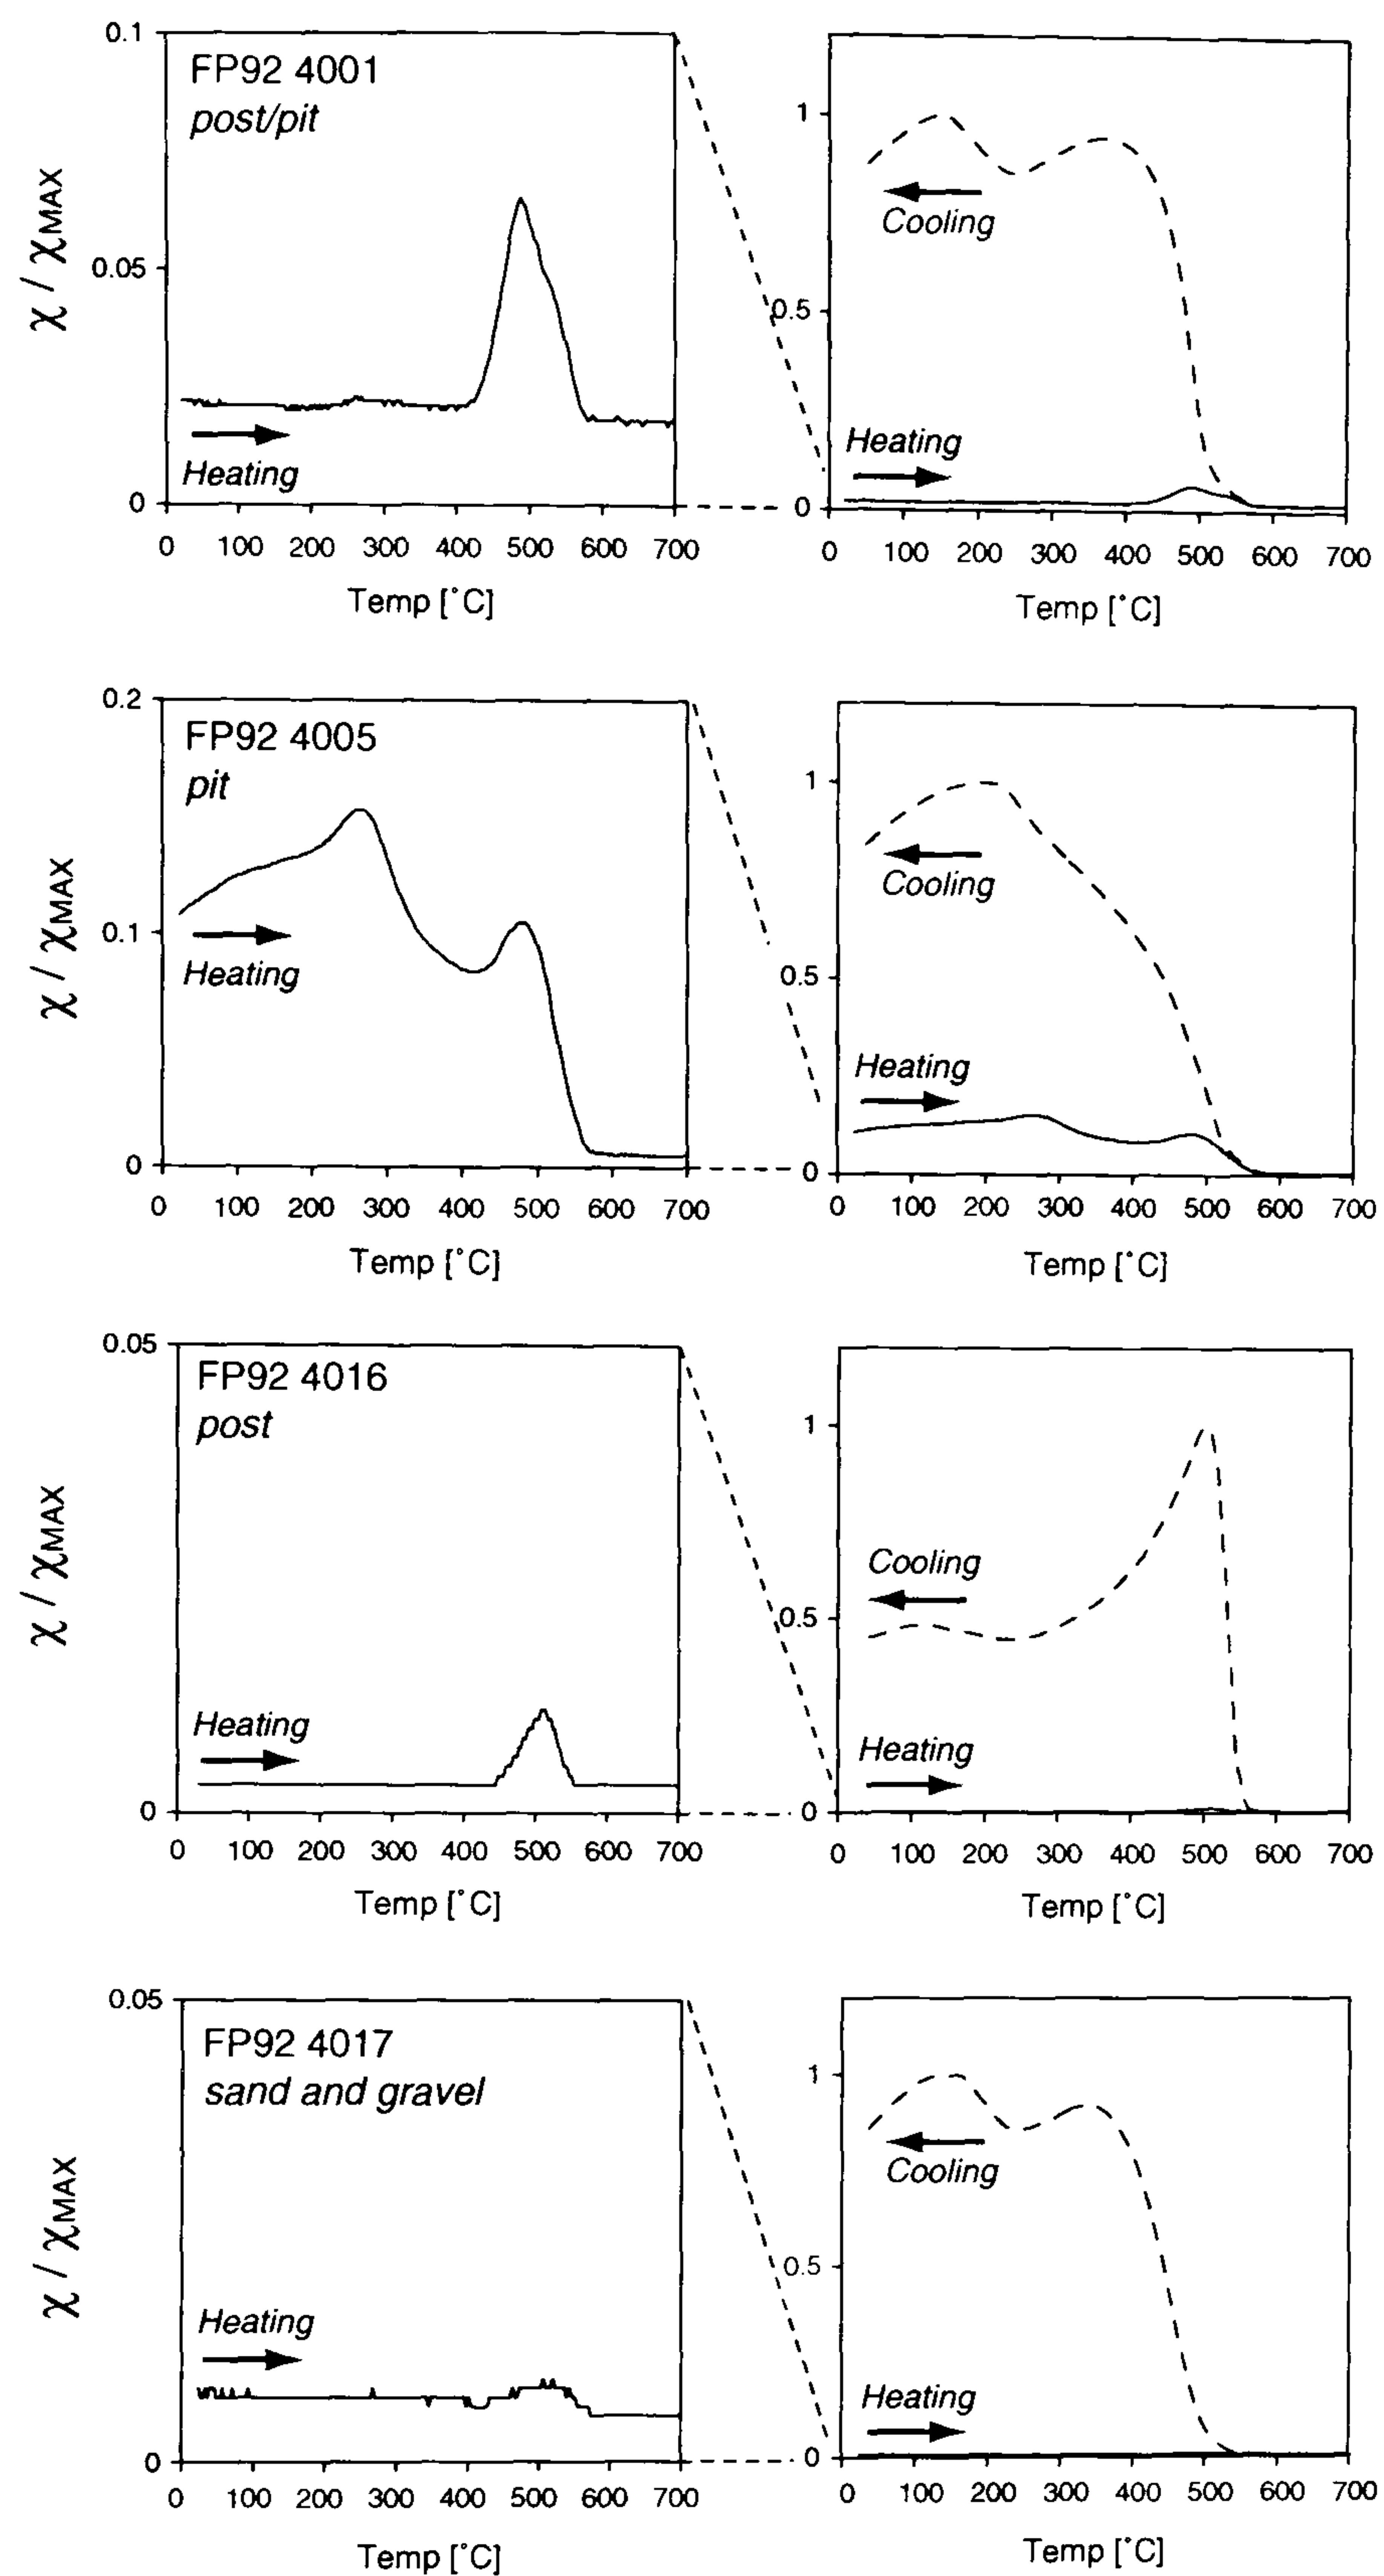 0.1
FP92 4001
post/pit
0.05
χ / χMAX
Heating
0
0 100 200 300 400 500 600 700
Temp [˚C]
1
Cooling
0.5
Heating
0
0 100 200 300 400 500 600 700
Temp [˚C]
0.2
FP92 4005
pit
χ / χMAX
0.1
Heating
0
0 100 200 300 400 500 600 700
Temp [˚C]
1
Cooling
0.5
Heating
0
0 100 200 300 400 500 600 700
Temp [˚C]
0.05
FP92 4016
post
χ / χMAX
Heating
0
0 100 200 300 400 500 600 700
Temp [˚C]
1
Cooling
0.5
Heating
0
0 100 200 300 400 500 600 700
Temp [˚C]
0.05
FP92 4017
sand and gravel
χ / χMAX
Heating
0
0 100 200 300 400 500 600 700
Temp [˚C]
1
Cooling
0.5
Heating
0
0 100 200 300 400 500 600 700
Temp [˚C]